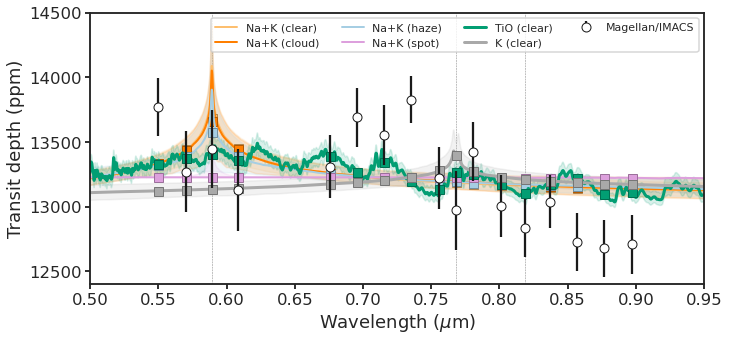 14500
14000
13500
13000
12500
Transit depth (ppm)
Na+K (clear)
Na+K (cloud)
Na+K (haze)
Na+K (spot)
TiO (clear)
K (clear)
Magellan/IMACS
0.50 0.55 0.60 0.65 0.70 0.75 0.80 0.85 0.90 0.95
Wavelength (μm)